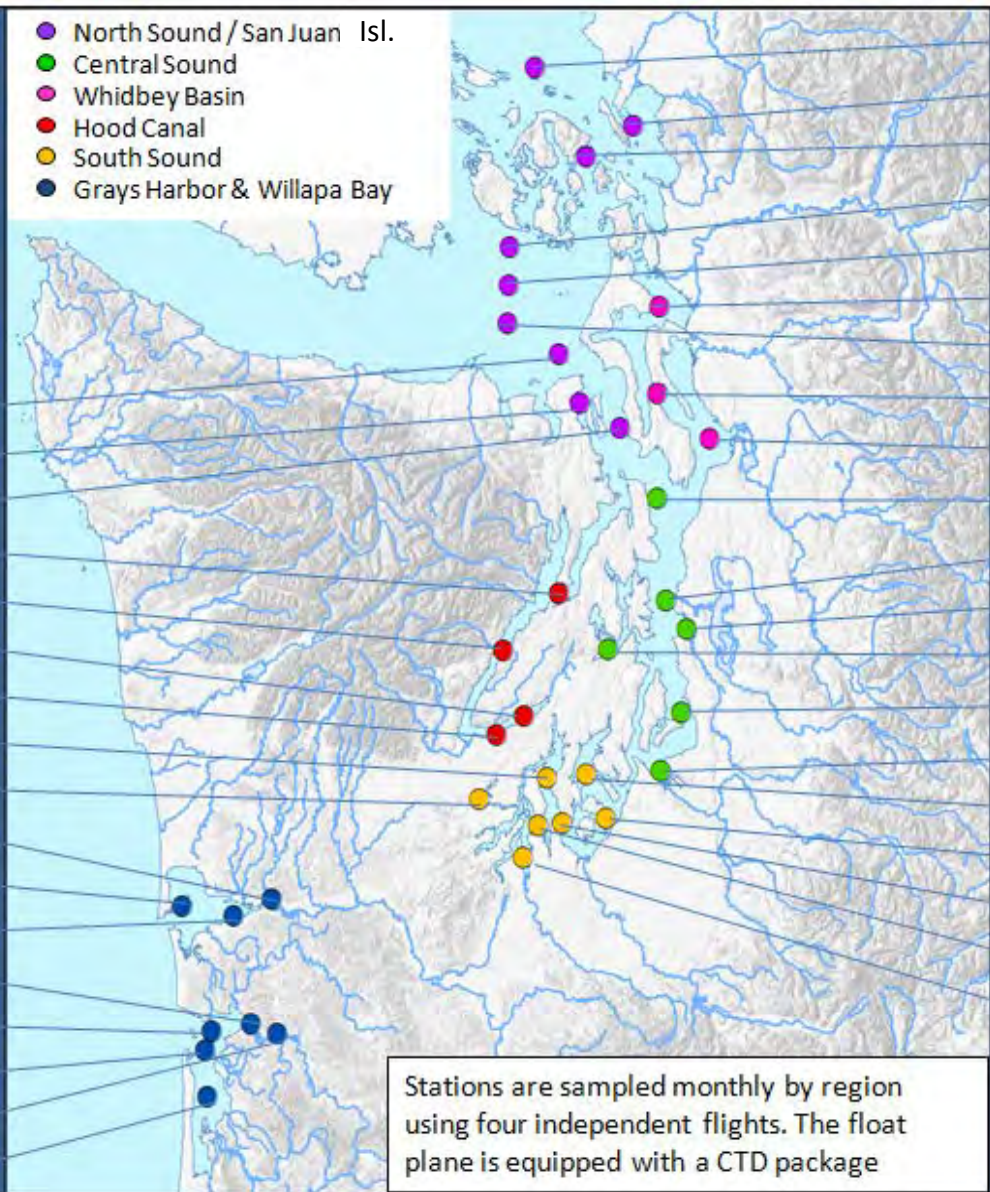 North Sound / San Juan Isl.
Central Sound
Whidbey Basin
Hood Canal
South Sound
Grays Harbor & Willapa Bay
Stations are sampled monthly by region
using four independent flights. The float
plane is equipped with a CTD package